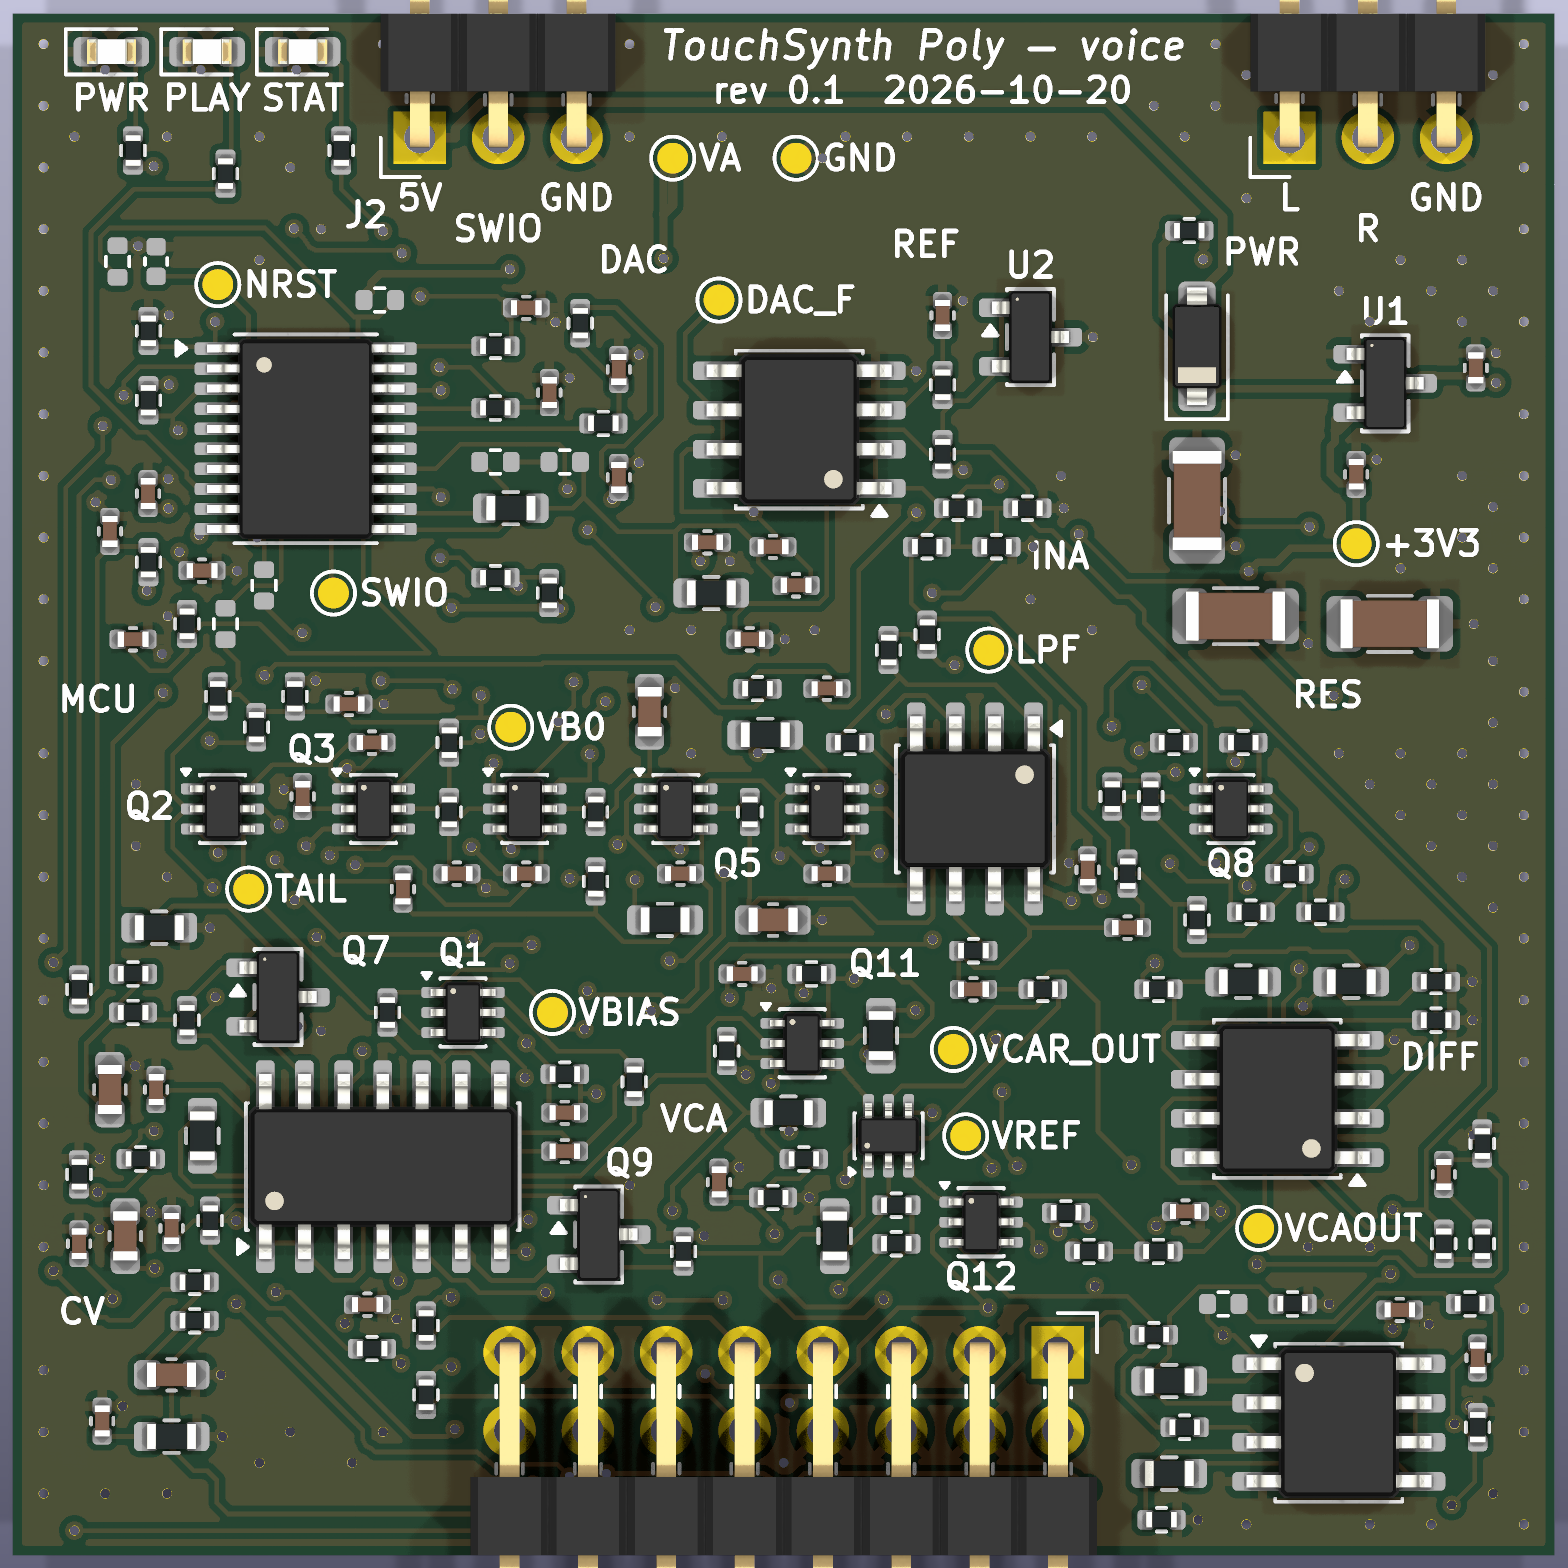 TouchSynth Poly — voice
rev 0.1 2026-10-20
PWR PLAY STAT
VA GND
5V GND L GND
J2 SWIO R
REF PWR
DAC U2
NRST DAC_F U1
+3V3
INA
SWIO
LPF
MCU RES
VB0
Q3
Q2
Q5 Q8
TAIL
Q7 Q1 Q11
VBIAS
VCAR_OUT DIFF
VCA VREF
Q9
VCAOUT
Q12
CV